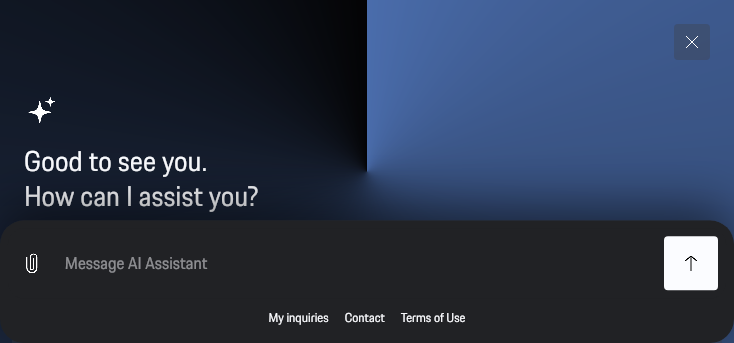 Good to see you.
How can I assist you?
Message AI Assistant
My inquiries Contact Terms of Use